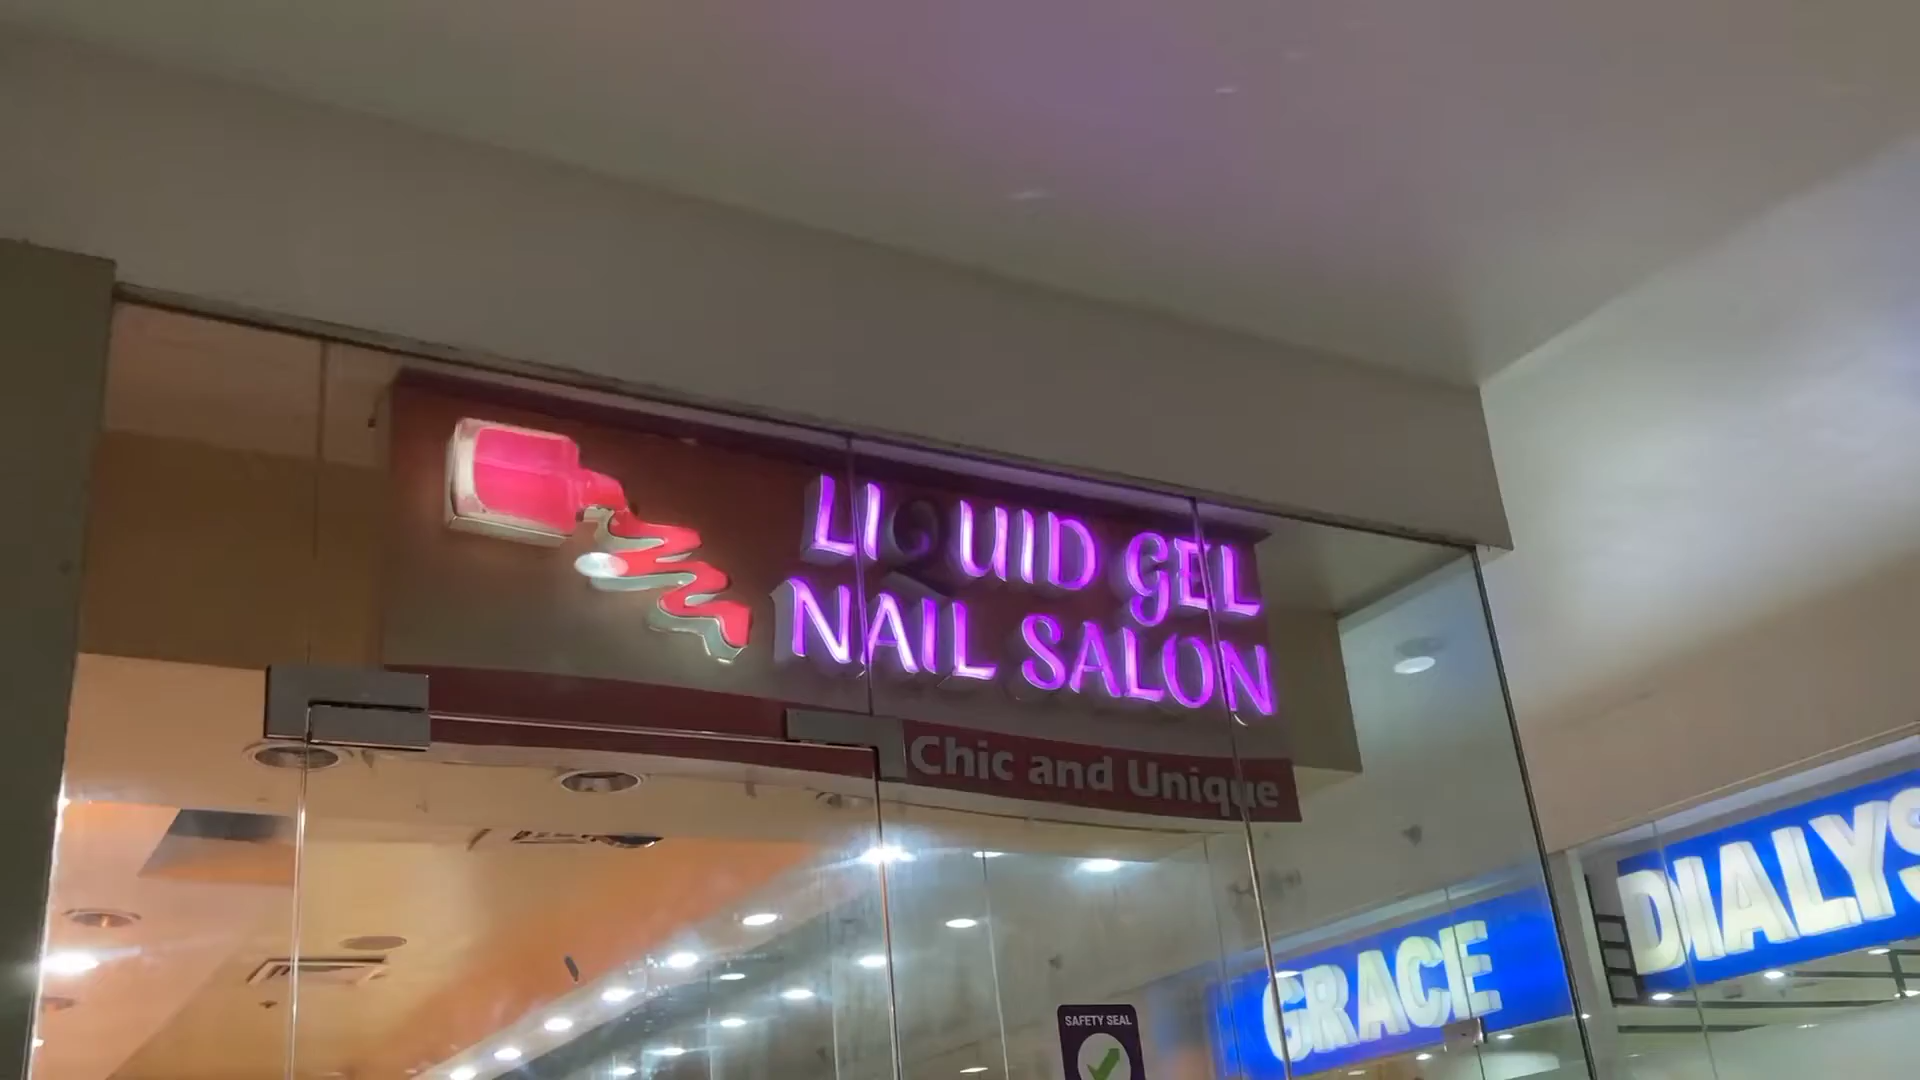 LIQUID GEL
NAIL SALON
Chic and Unique
SAFETY SEAL
GRACE
DIALYS